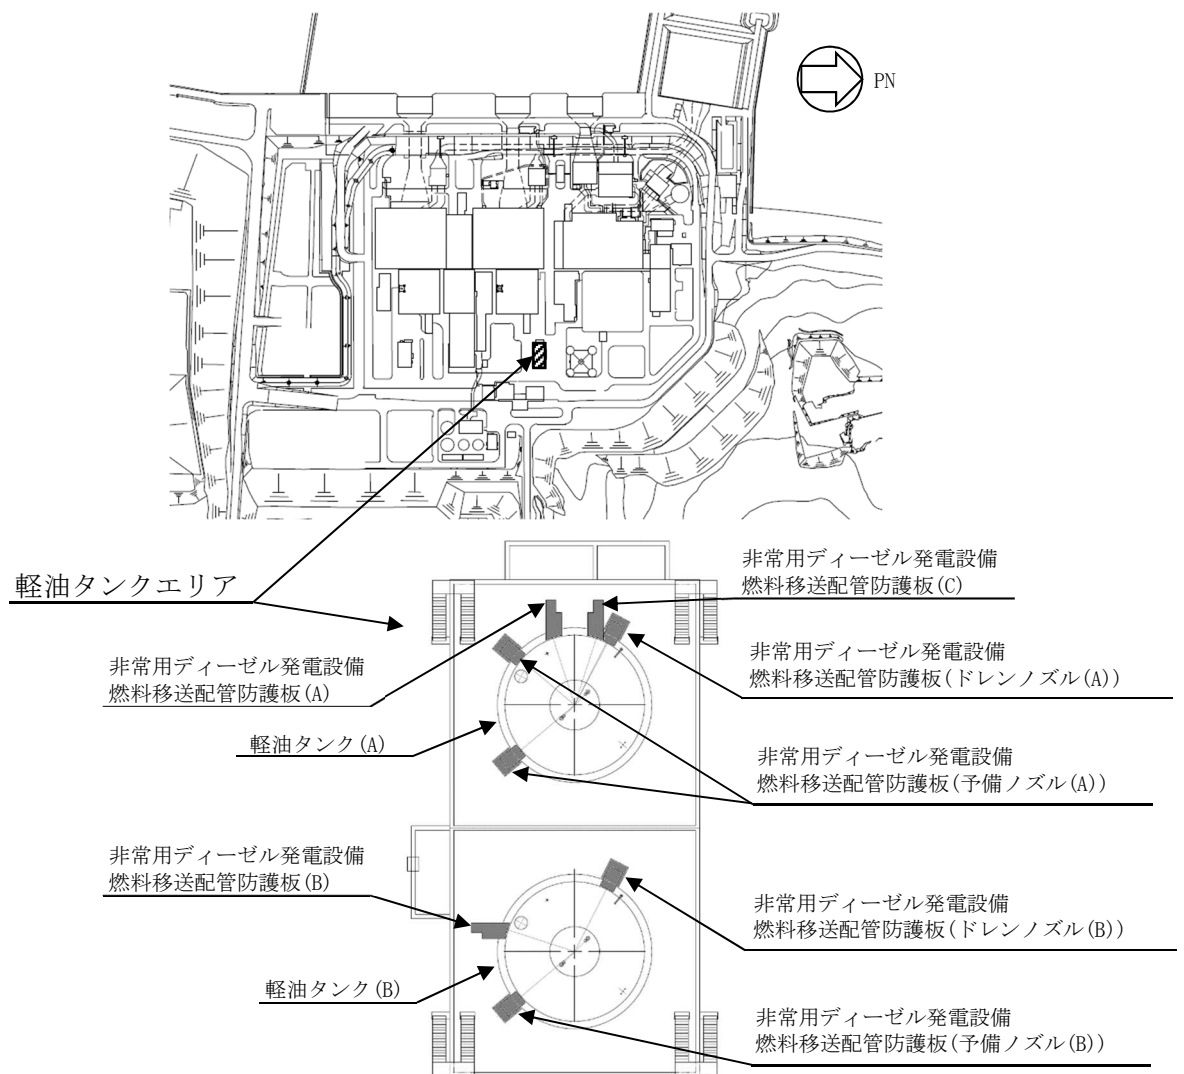 PN
軽油タンクエリア
非常用ディーゼル発電設備
燃料移送配管防護板(C)
非常用ディーゼル発電設備
燃料移送配管防護板(A)
非常用ディーゼル発電設備
燃料移送配管防護板(ドレンノズル(A))
軽油タンク(A)
非常用ディーゼル発電設備
燃料移送配管防護板(予備ノズル(A))
非常用ディーゼル発電設備
燃料移送配管防護板(B)
非常用ディーゼル発電設備
燃料移送配管防護板(ドレンノズル(B))
軽油タンク(B)
非常用ディーゼル発電設備
燃料移送配管防護板(予備ノズル(B))